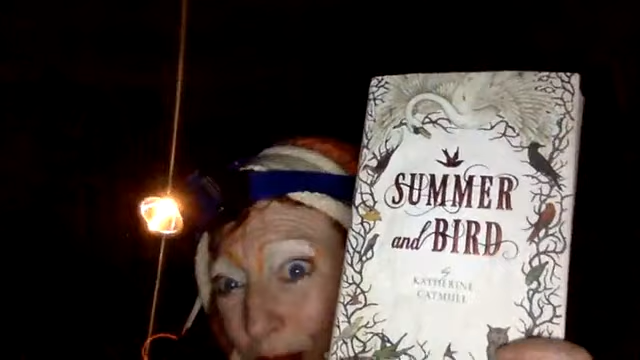 SUMMER
and BIRD
by
KATHERINE
CATMULL